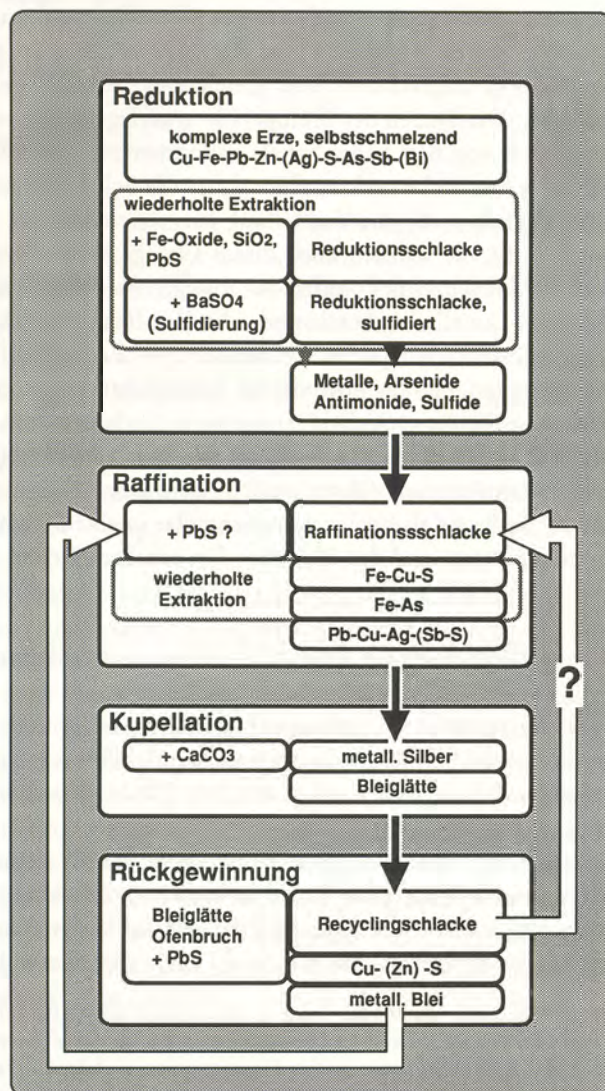 Reduktion
komplexe Erze, selbstschmelzend
Cu-Fe-Pb-Zn-(Ag)-S-As-Sb-(Bi)
wiederholte Extraktion
+ Fe-Oxide, SiO2,
PbS
Reduktionsschlacke
+ BaSO4
(Sulfidierung)
Reduktionsschlacke,
sulfidiert
Metalle, Arsenide
Antimonide, Sulfide
Raffination
+ PbS ?
Raffinationssschlacke
wiederholte
Extraktion
Fe-Cu-S
Fe-As
Pb-Cu-Ag-(Sb-S)
?
Kupellation
+ CaCO3
metall. Silber
Bleiglätte
Rückgewinnung
Bleiglätte
Ofenbruch
+ PbS
Recyclingschlacke
Cu- (Zn) -S
metall. Blei